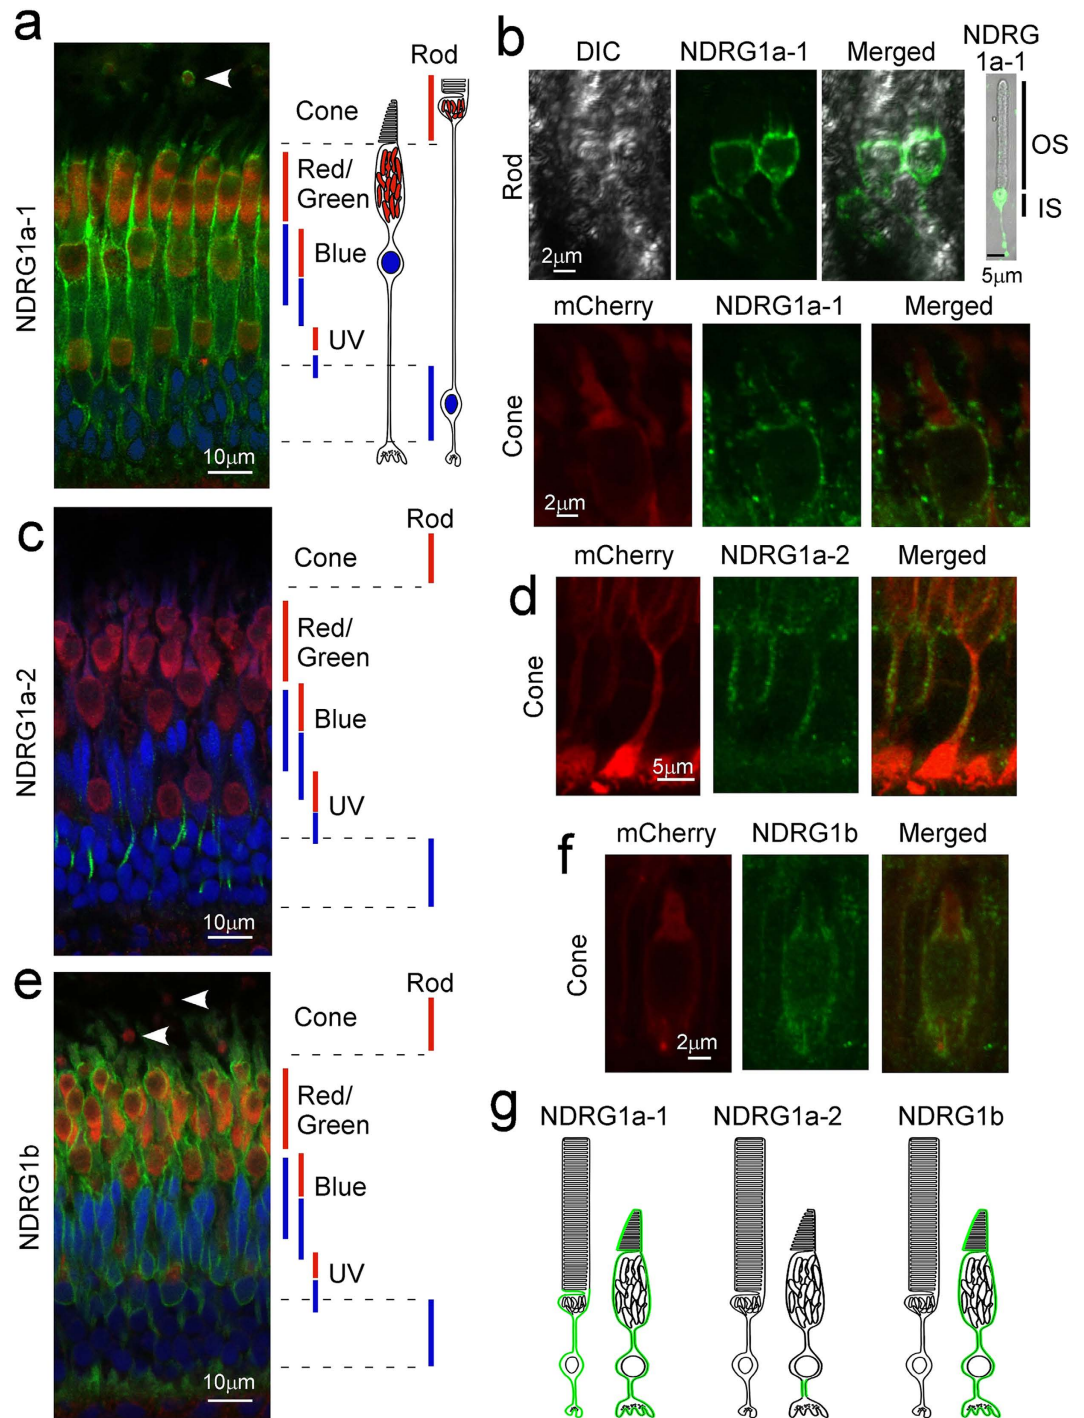 a
Rod
Cone
Red/
Green
Blue
UV
NDRG1a-1
10μm
b
DIC
NDRG1a-1
Merged
NDRG
1a-1
Rod
OS
IS
2μm
5μm
mCherry
NDRG1a-1
Merged
Cone
2μm
c
Rod
Cone
Red/
Green
Blue
UV
NDRG1a-2
10μm
d
mCherry
NDRG1a-2
Merged
Cone
5μm
e
Rod
Cone
Red/
Green
Blue
UV
NDRG1b
10μm
f
mCherry
NDRG1b
Merged
Cone
2μm
g
NDRG1a-1
NDRG1a-2
NDRG1b